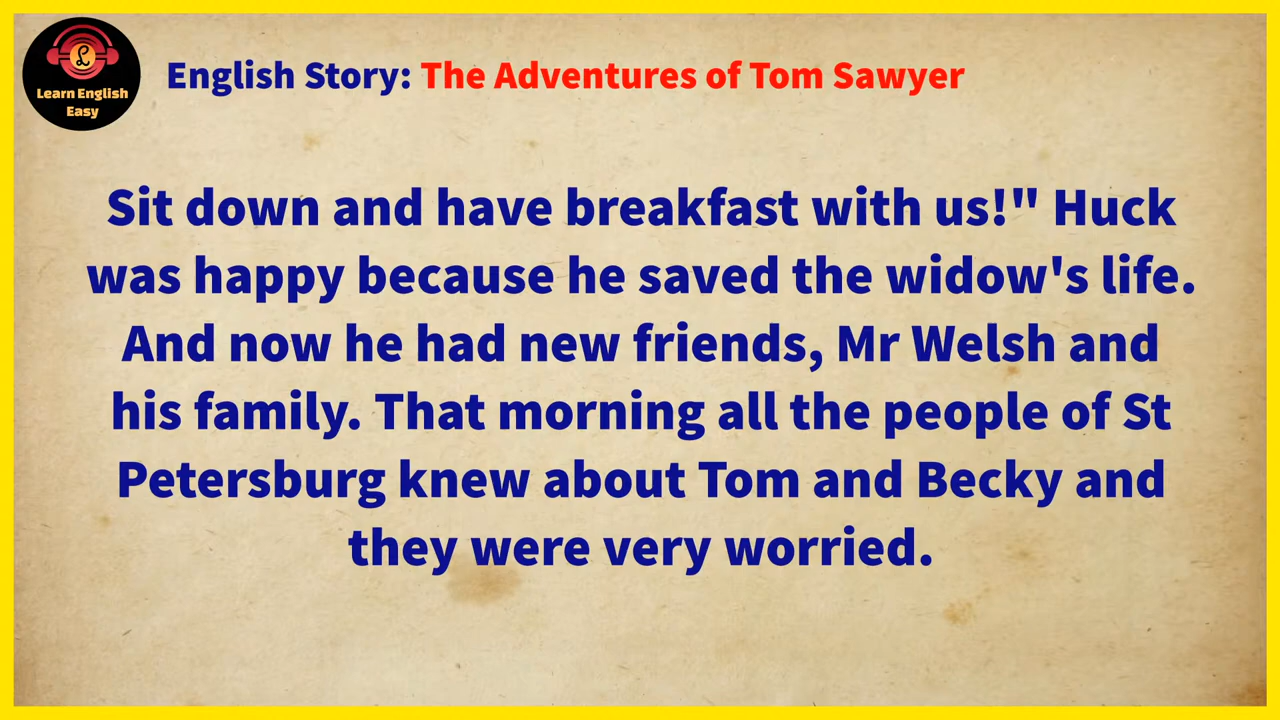 Learn English
Easy
English Story: The Adventures of Tom Sawyer
Sit down and have breakfast with us!" Huck
was happy because he saved the widow's life.
And now he had new friends, Mr Welsh and
his family. That morning all the people of St
Petersburg knew about Tom and Becky and
they were very worried.